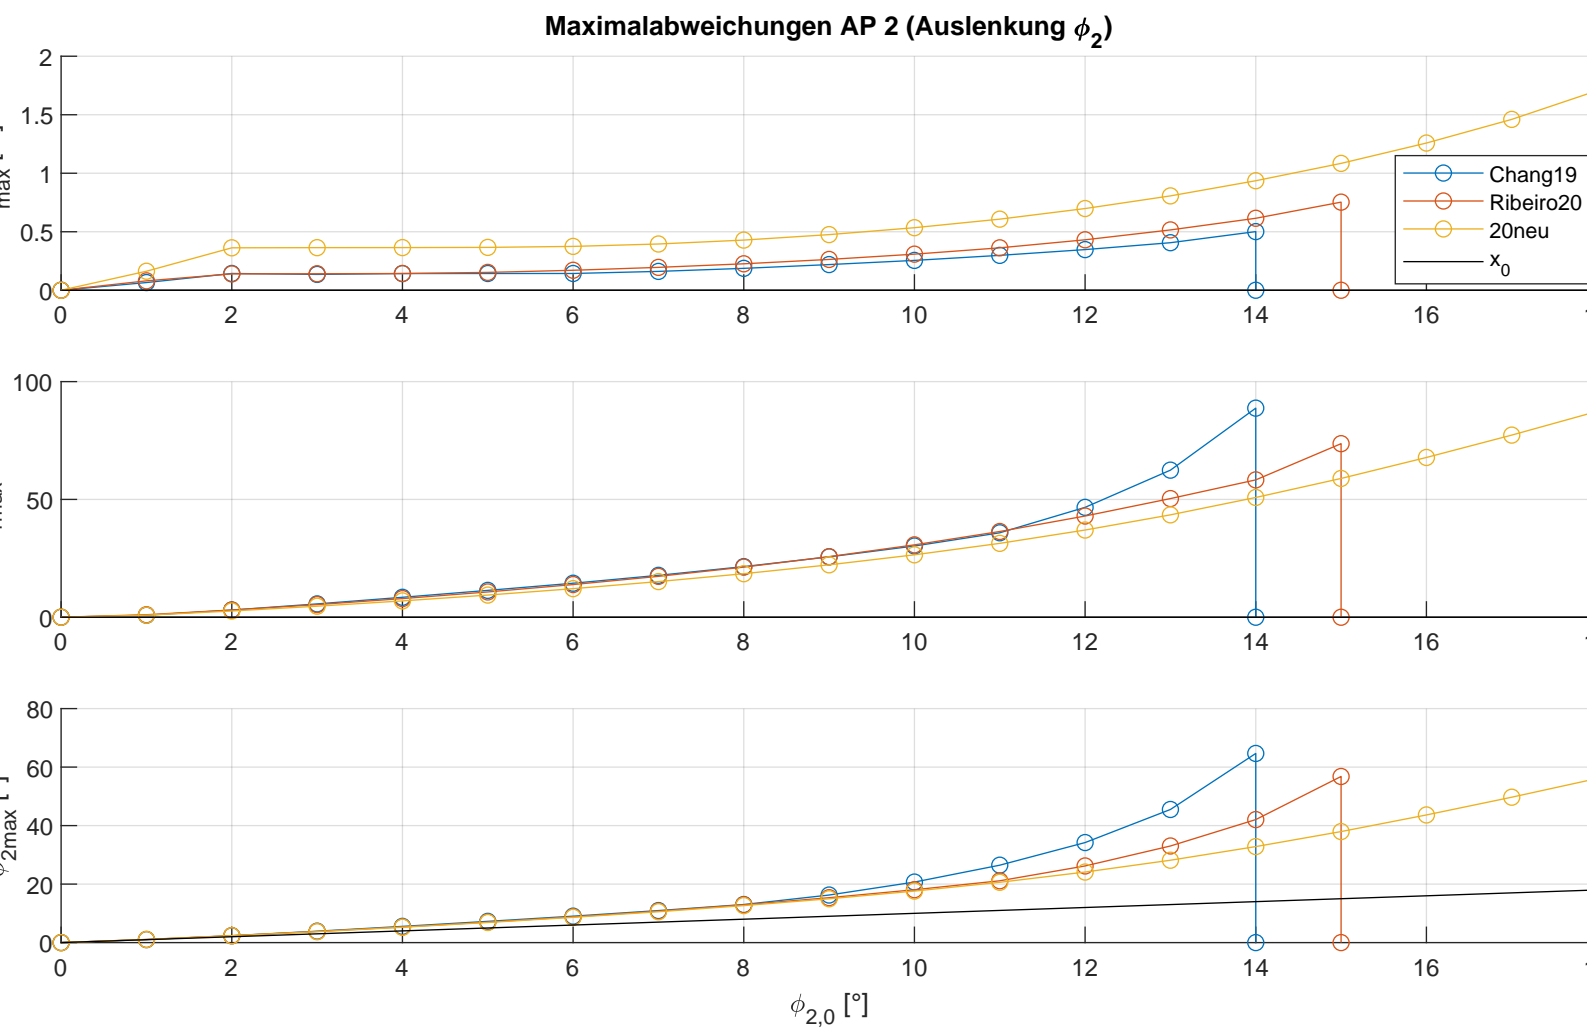 Maximalabweichungen AP 2 (Auslenkung ϕ₂)
2
1.5
1
0.5
0
max
0 2 4 6 8 10 12 14 16
Chang19
Ribeiro20
20neu
x₀
100
50
0
0 2 4 6 8 10 12 14 16
80
60
40
20
0
ϕ₂max
0 2 4 6 8 10 12 14 16
ϕ₂,₀ [°]